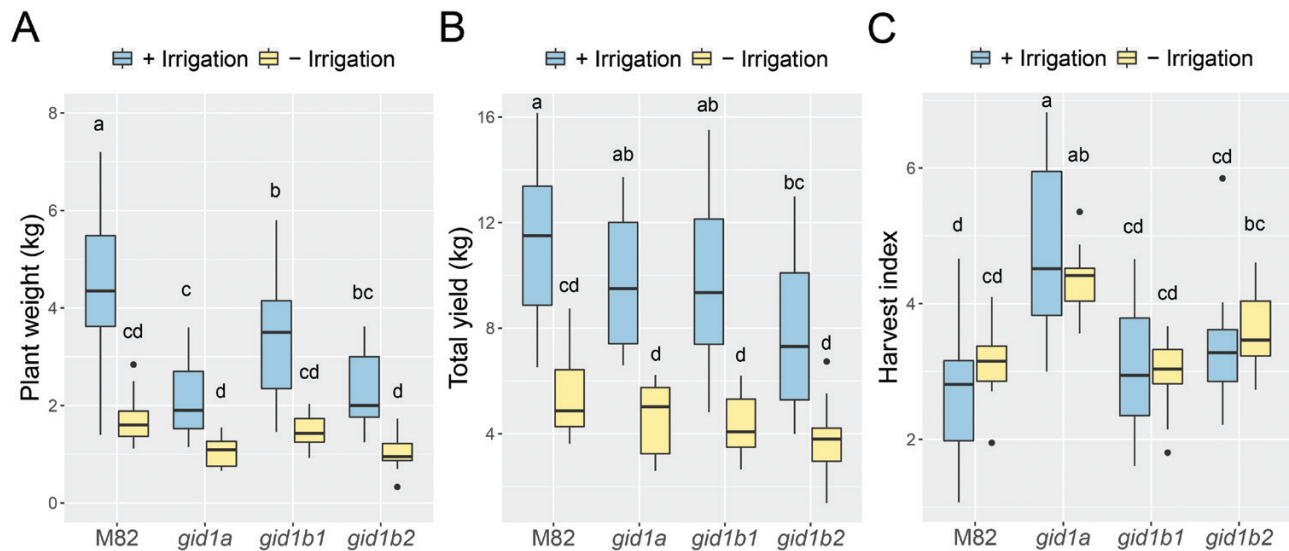 A
+ Irrigation − Irrigation
Plant weight (kg)
8
6
4
2
0
a
cd
c
d
b
cd
bc
d
M82 gid1a gid1b1 gid1b2
B
+ Irrigation − Irrigation
Total yield (kg)
16
12
8
4
a
cd
ab
d
ab
d
bc
d
M82 gid1a gid1b1 gid1b2
C
+ Irrigation − Irrigation
Harvest index
6
4
2
d
cd
a
ab
cd
cd
cd
bc
M82 gid1a gid1b1 gid1b2